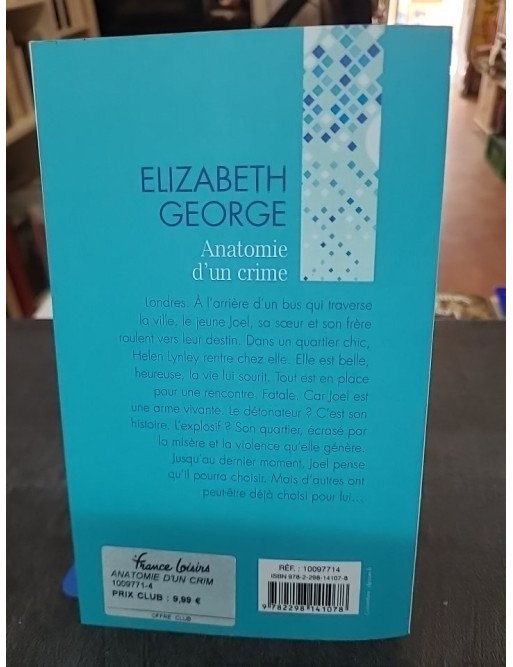 ELIZABETH
GEORGE
Anatomie
d'un crime
Londres. À l'arrière d'un bus qui traverse
la ville, le jeune Joel, sa sœur et son frère
roulent vers leur destin. Dans un quartier chic,
Helen Lynley rentre chez elle. Elle est belle,
heureuse, la vie lui sourit. Tout est en place
pour une rencontre. Fatale. Car Joel est
une arme vivante. Le détonateur ? C'est son
histoire. L'explosif ? Son quartier, écrasé par
la misère et la violence qu'elle génère.
Jusqu'au dernier moment, Joel pense
qu'il pourra choisir. Mais d'autres ont
peut-être déjà choisi pour lui...
France Loisirs
ANATOMIE D'UN CRIM
1009771-4
PRIX CLUB : 9,99 €
OFFRE CLUB
RÉF. : 10097714
ISBN 978-2-298-14107-8
9 782298 141078